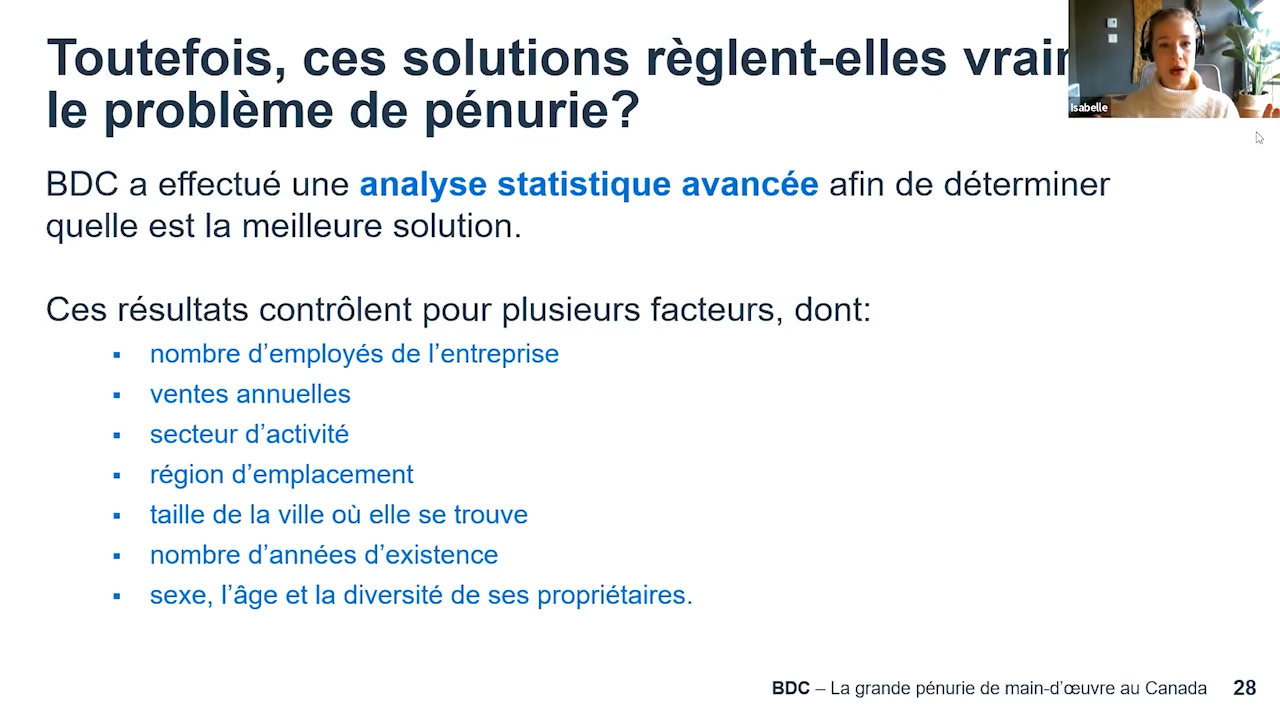 Toutefois, ces solutions règlent-elles
le problème de pénurie?
Isabelle
BDC a effectué une analyse statistique avancée afin de déterminer
quelle est la meilleure solution.
Ces résultats contrôlent pour plusieurs facteurs, dont:
▪ nombre d’employés de l’entreprise
▪ ventes annuelles
▪ secteur d’activité
▪ région d’emplacement
▪ taille de la ville où elle se trouve
▪ nombre d’années d’existence
▪ sexe, l’âge et la diversité de ses propriétaires.
BDC – La grande pénurie de main-d’œuvre au Canada 28